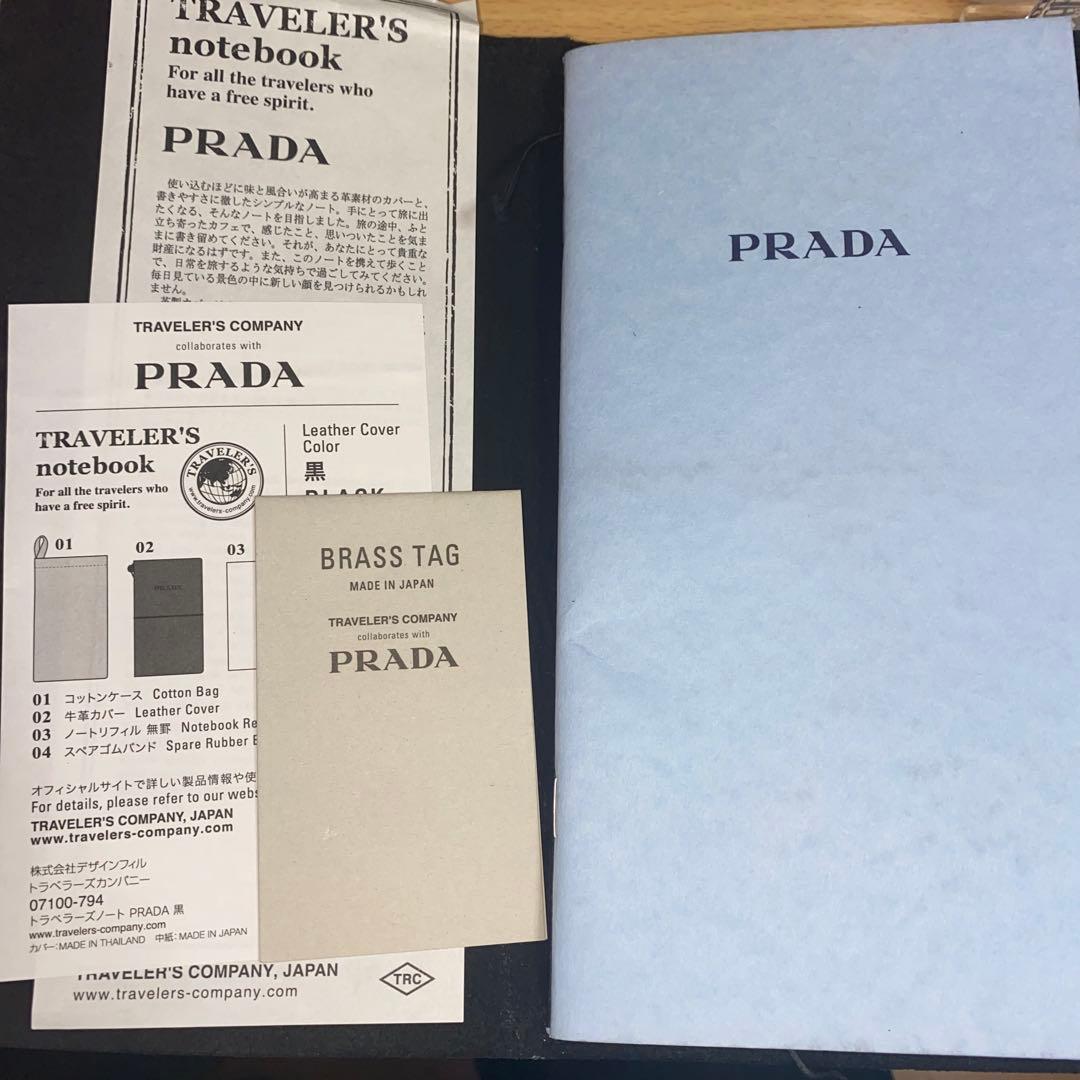 TRAVELER'S
notebook
For all the travelers who
have a free spirit.
PRADA
使い込むほどに味と風合いが高まる革素材のカバーと、
書きやすさに徹したシンプルなノート。手にとって旅に出
たくなる、そんなノートを目指しました。旅の途中、ふと
立ち寄ったカフェで、感じたこと、思いついたことを気ま
まに書き留めてください。それが、あなたにとって貴重な
財産になるはずです。また、このノートを携えて歩くこと
で、日常を旅するような気持ちで過ごしてみてください。
毎日見ている景色の中に新しい顔を見つけられるかもしれ
ません。
TRAVELER'S COMPANY
collaborates with
PRADA
TRAVELER'S
notebook
For all the travelers who
have a free spirit.
TRAVELER'S
www.travelers-company.com
Leather Cover
Color
黒
BLACK
01
02
03
PRADA
01 コットンケース Cotton Bag
02 牛革カバー Leather Cover
03 ノートリフィル 無罫 Notebook Re
04 スペアゴムバンド Spare Rubber B
オフィシャルサイトで詳しい製品情報や使
For details, please refer to our webs
TRAVELER'S COMPANY, JAPAN
www.travelers-company.com
株式会社デザインフィル
トラベラーズカンパニー
07100-794
トラベラーズノート PRADA 黒
www.travelers-company.com
カバー:MADE IN THAILAND 中紙:MADE IN JAPAN
TRAVELER'S COMPANY, JAPAN
www.travelers-company.com
TRC
BRASS TAG
MADE IN JAPAN
TRAVELER'S COMPANY
collaborates with
PRADA
PRADA